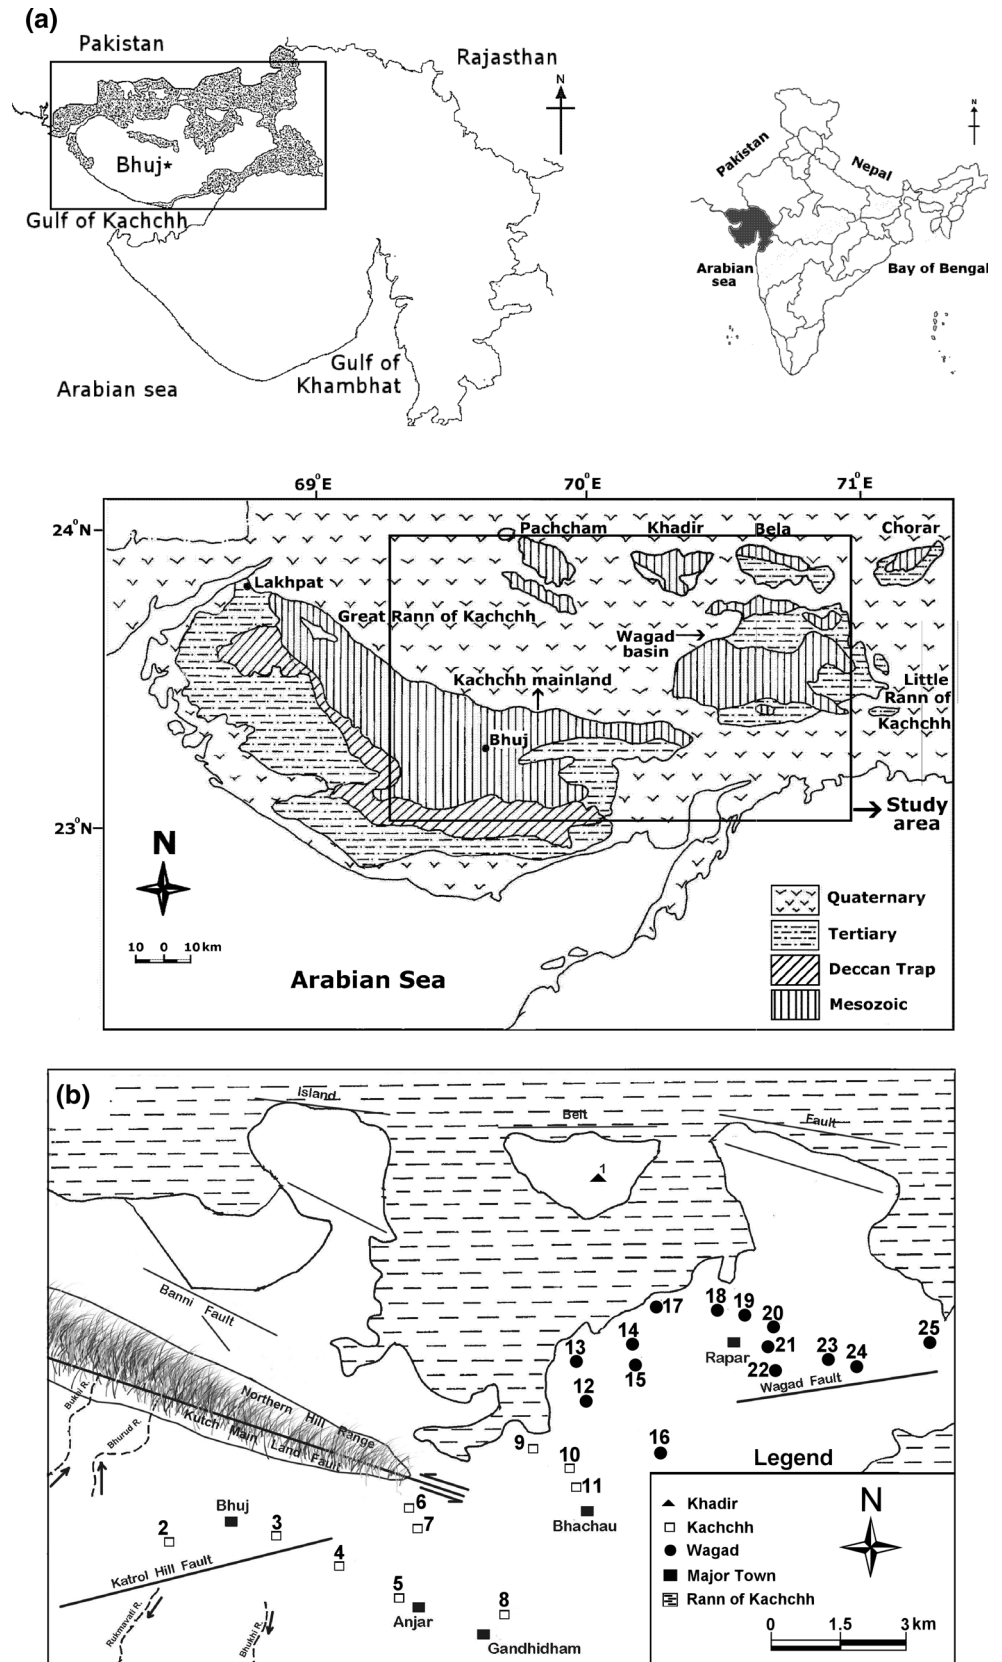 (a)
Pakistan
Rajasthan
N
Bhuj*
Gulf of Kachchh
Gulf of
Khambhat
Arabian sea
N
Pakistan
Nepal
Arabian
sea
Bay of Bengal
69°E
70°E
71°E
24°N
23°N
Pachcham
Khadir
Bela
Chorar
Lakhpat
Great Rann of Kachchh
Wagad
basin
Kachchh mainland
Little
Rann of
Kachchh
Bhuj
Study
area
N
10 0 10 km
Arabian Sea
Quaternary
Tertiary
Deccan Trap
Mesozoic
(b)
Island
Belt
Fault
1
Banni Fault
Northern Hill Range
Kutch Main Land Fault
Bukhi R.
Bhurud R.
17
18
19
20
14
13
21
25
Rapar
23
24
15
22
12
Wagad Fault
9
16
10
11
6
Bhachau
7
Bhuj
2
3
4
Katrol Hill Fault
5
8
Anjar
Gandhidham
Rukmavati R.
Bhukhi R.
Legend
Khadir
Kachchh
Wagad
Major Town
Rann of Kachchh
N
0 1.5 3 km